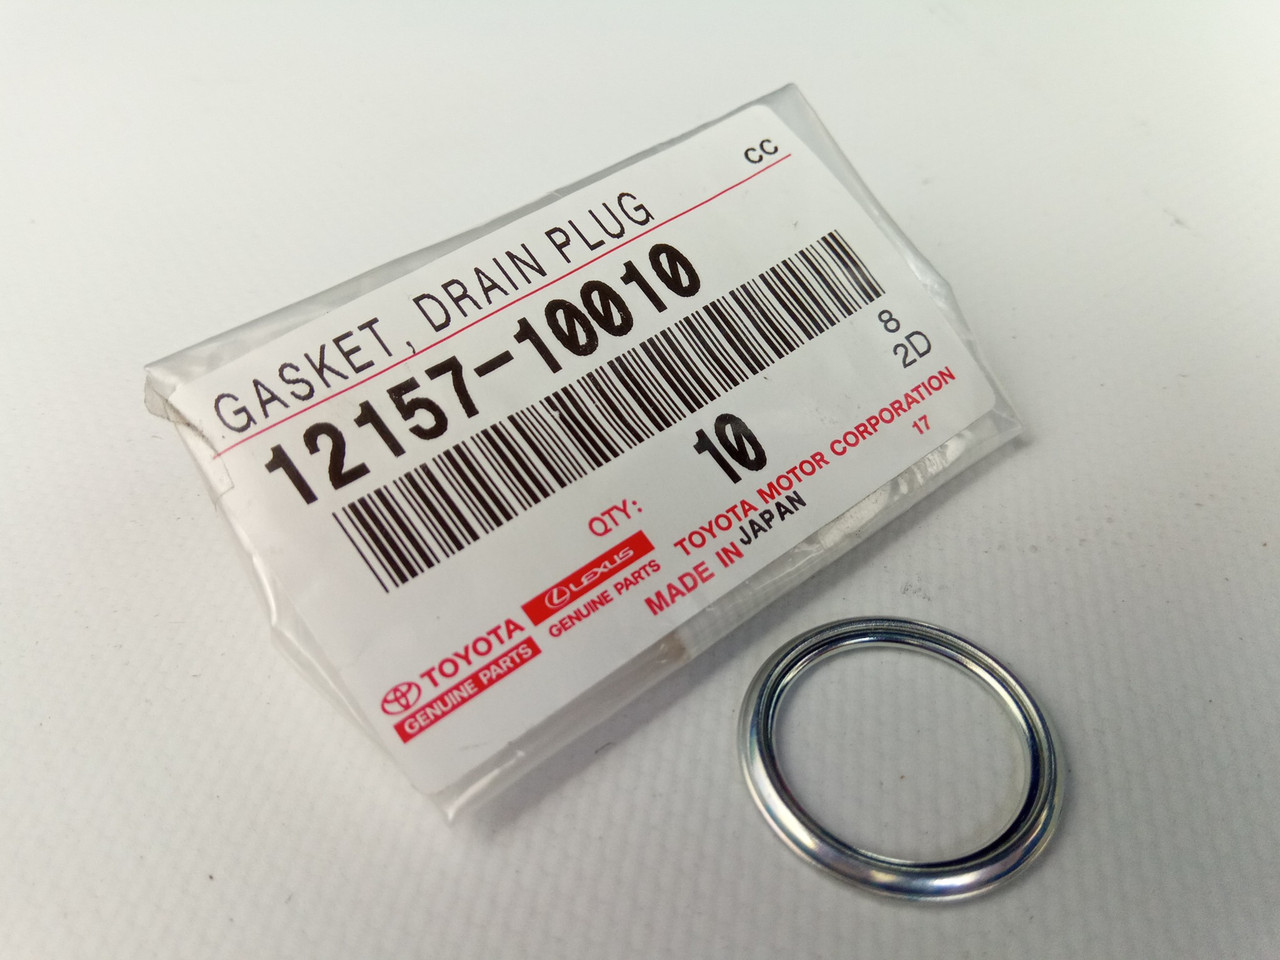 CC
GASKET, DRAIN PLUG
12157-10010
8
2D
QTY: 10
TOYOTA
GENUINE PARTS
LEXUS
GENUINE PARTS
TOYOTA MOTOR CORPORATION
17
MADE IN JAPAN